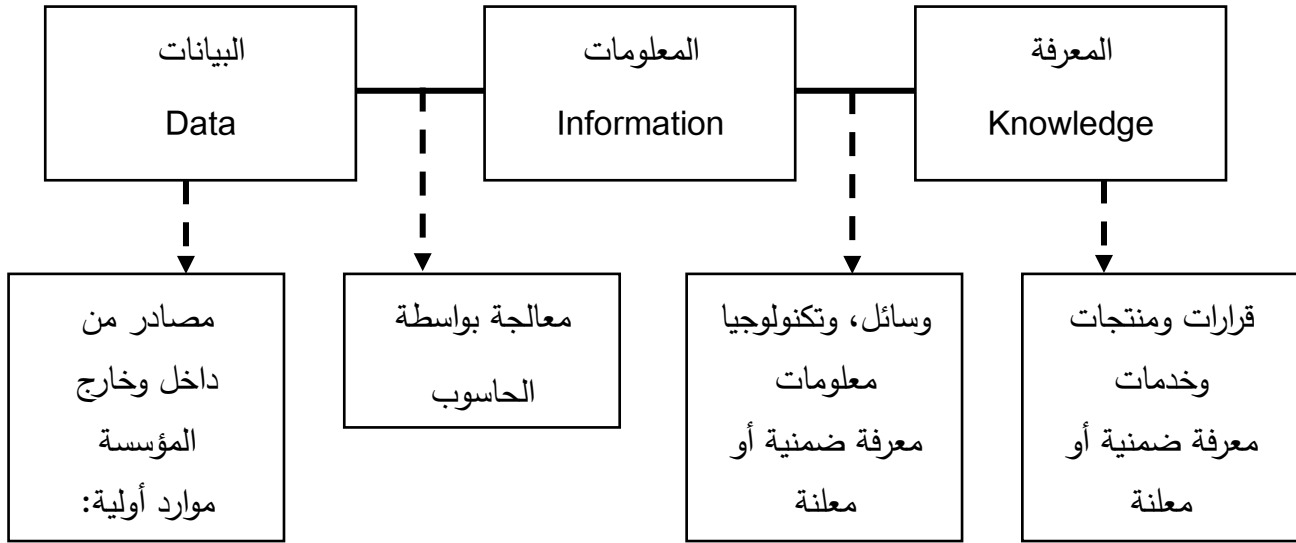 البيانات
Data
المعلومات
Information
المعرفة
Knowledge
مصادر من
داخل وخارج
المؤسسة
موارد أولية:
معالجة بواسطة
الحاسوب
وسائل، وتكنولوجيا
معلومات
معرفة ضمنية أو
معلنة
قرارات ومنتجات
وخدمات
معرفة ضمنية أو
معلنة